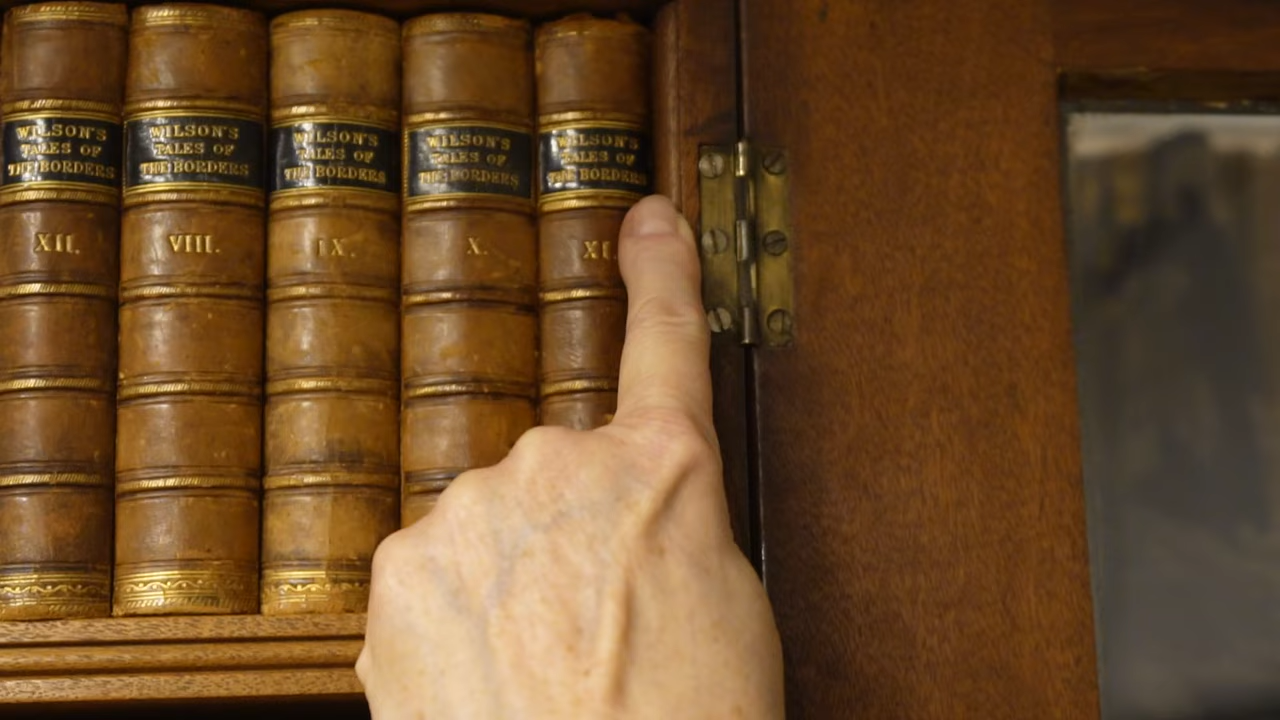 WILSON'S
TALES OF
THE BORDERS
XII.
WILSON'S
TALES OF
THE BORDERS
VIII.
WILSON'S
TALES OF
THE BORDERS
IX.
WILSON'S
TALES OF
THE BORDERS
X.
WILSON'S
TALES OF
THE BORDERS
XI.